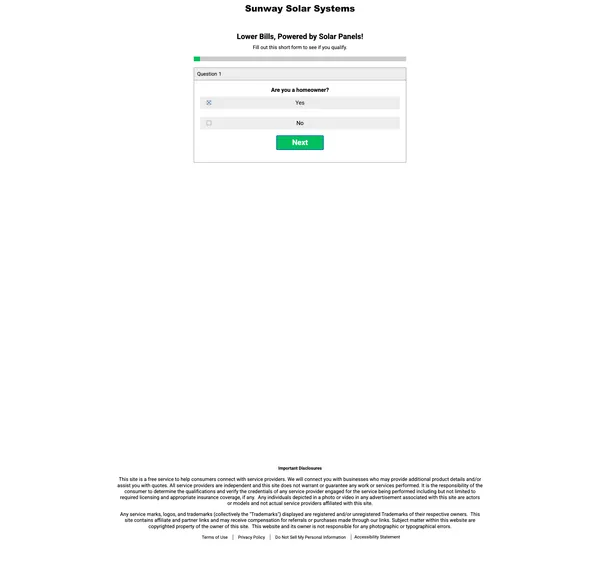 Sunway Solar Systems
Lower Bills, Powered by Solar Panels!
Fill out this short form to see if you qualify.
Question 1
Are you a homeowner?
Yes
No
Next
Important Disclosures
This site is a free service to help consumers connect with service providers. We will connect you with businesses who may provide additional product details and/or
assist you with quotes. All service providers are independent and this site does not warrant or guarantee any work or services performed. It is the responsibility of the
consumer to determine the qualifications and verify the credentials of any service provider engaged for the service being performed including but not limited to
required licensing and appropriate insurance coverage, if any. Any individuals depicted in a photo or video in any advertisement associated with this site are actors
or models and not actual service providers affiliated with this site.
Any service marks, logos, and trademarks (collectively the "Trademarks") displayed are registered and/or unregistered Trademarks of their respective owners. This
site contains affiliate and partner links and may receive compensation for referrals or purchases made through our links. Subject matter within this website are
copyrighted property of the owner of this site. This website and its owner is not responsible for any photographic or typographical errors.
Terms of Use | Privacy Policy | Do Not Sell My Personal Information | Accessibility Statement